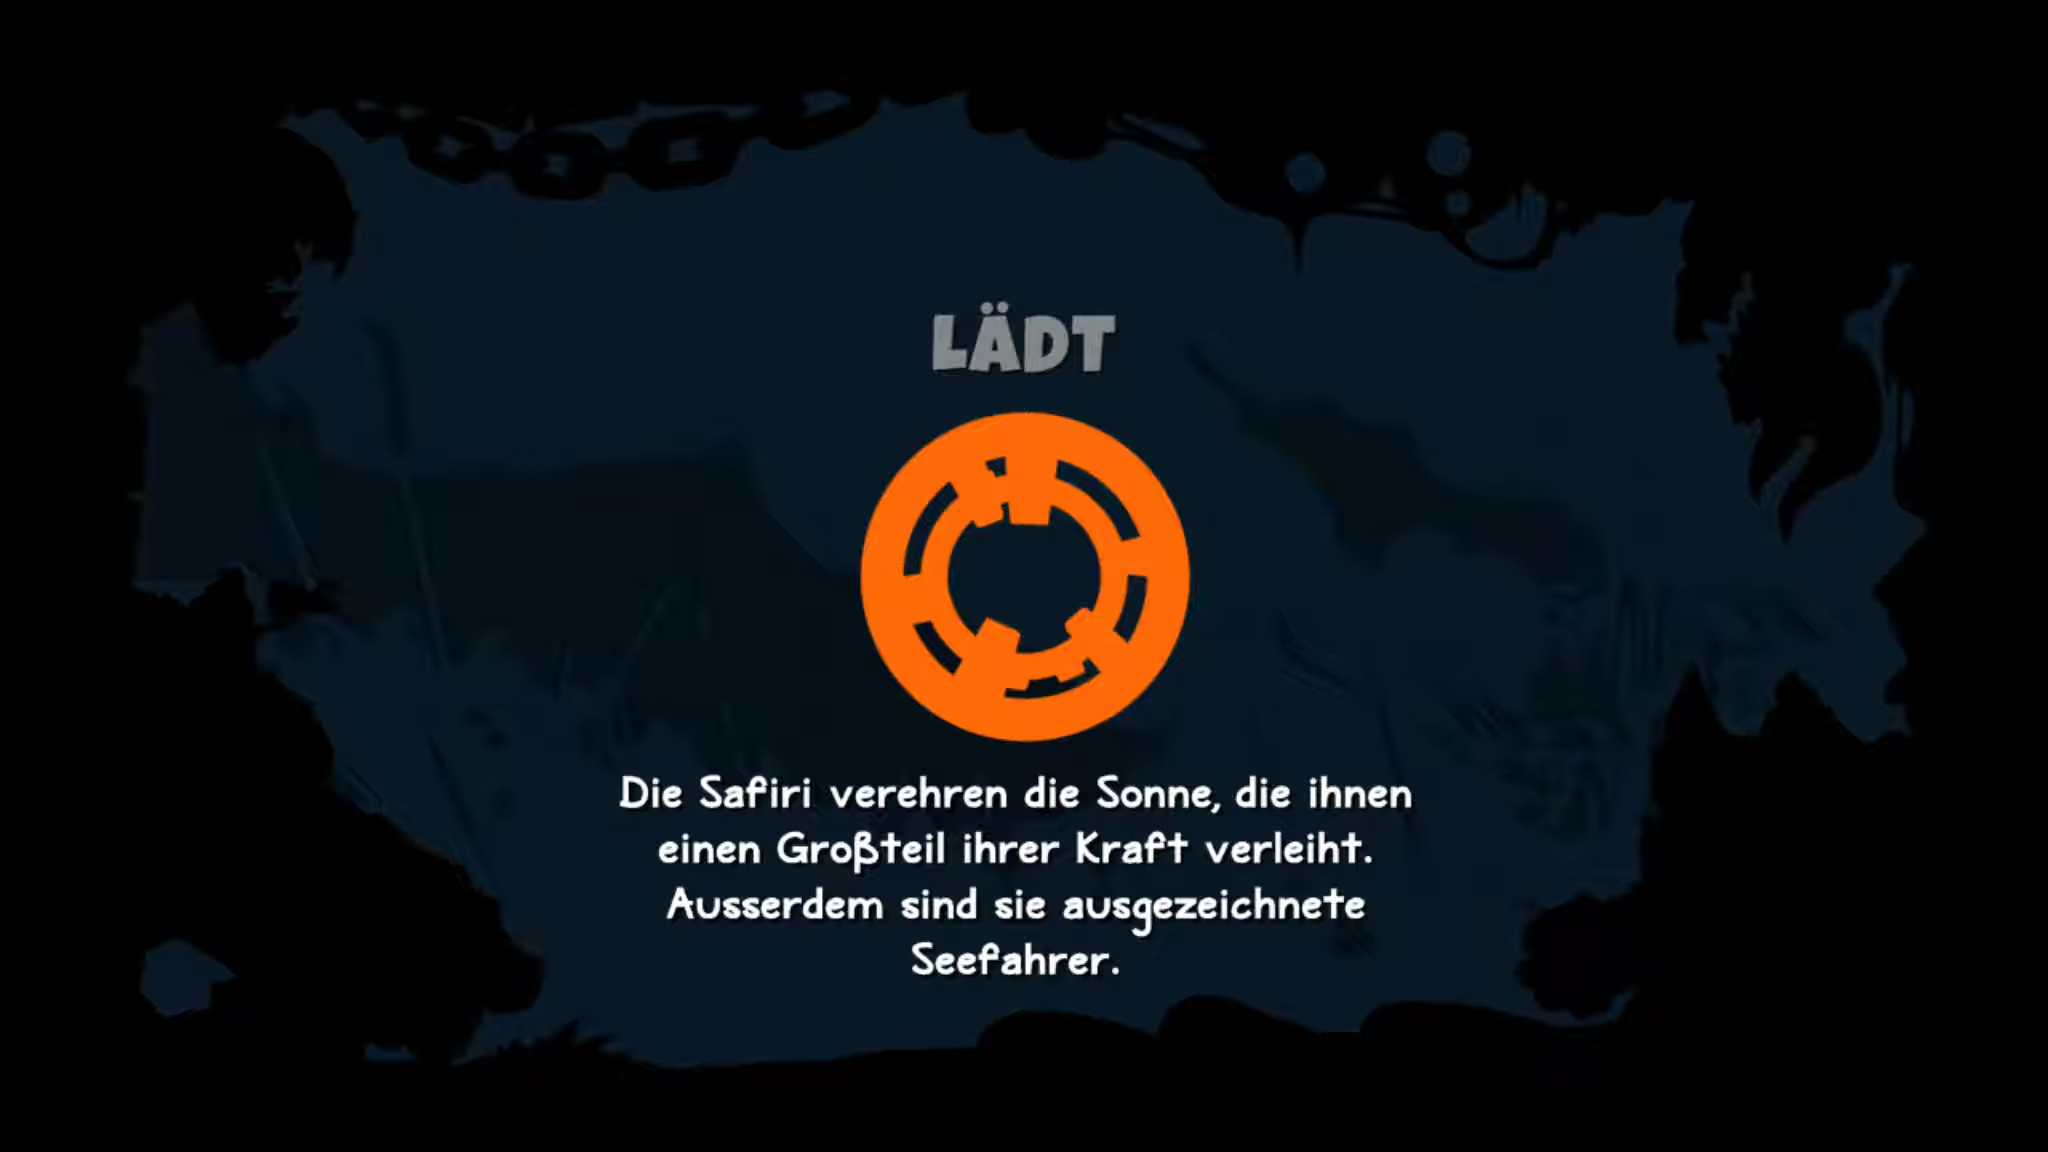 LÄDT
Die Safiri verehren die Sonne, die ihnen
einen Großteil ihrer Kraft verleiht.
Ausserdem sind sie ausgezeichnete
Seefahrer.